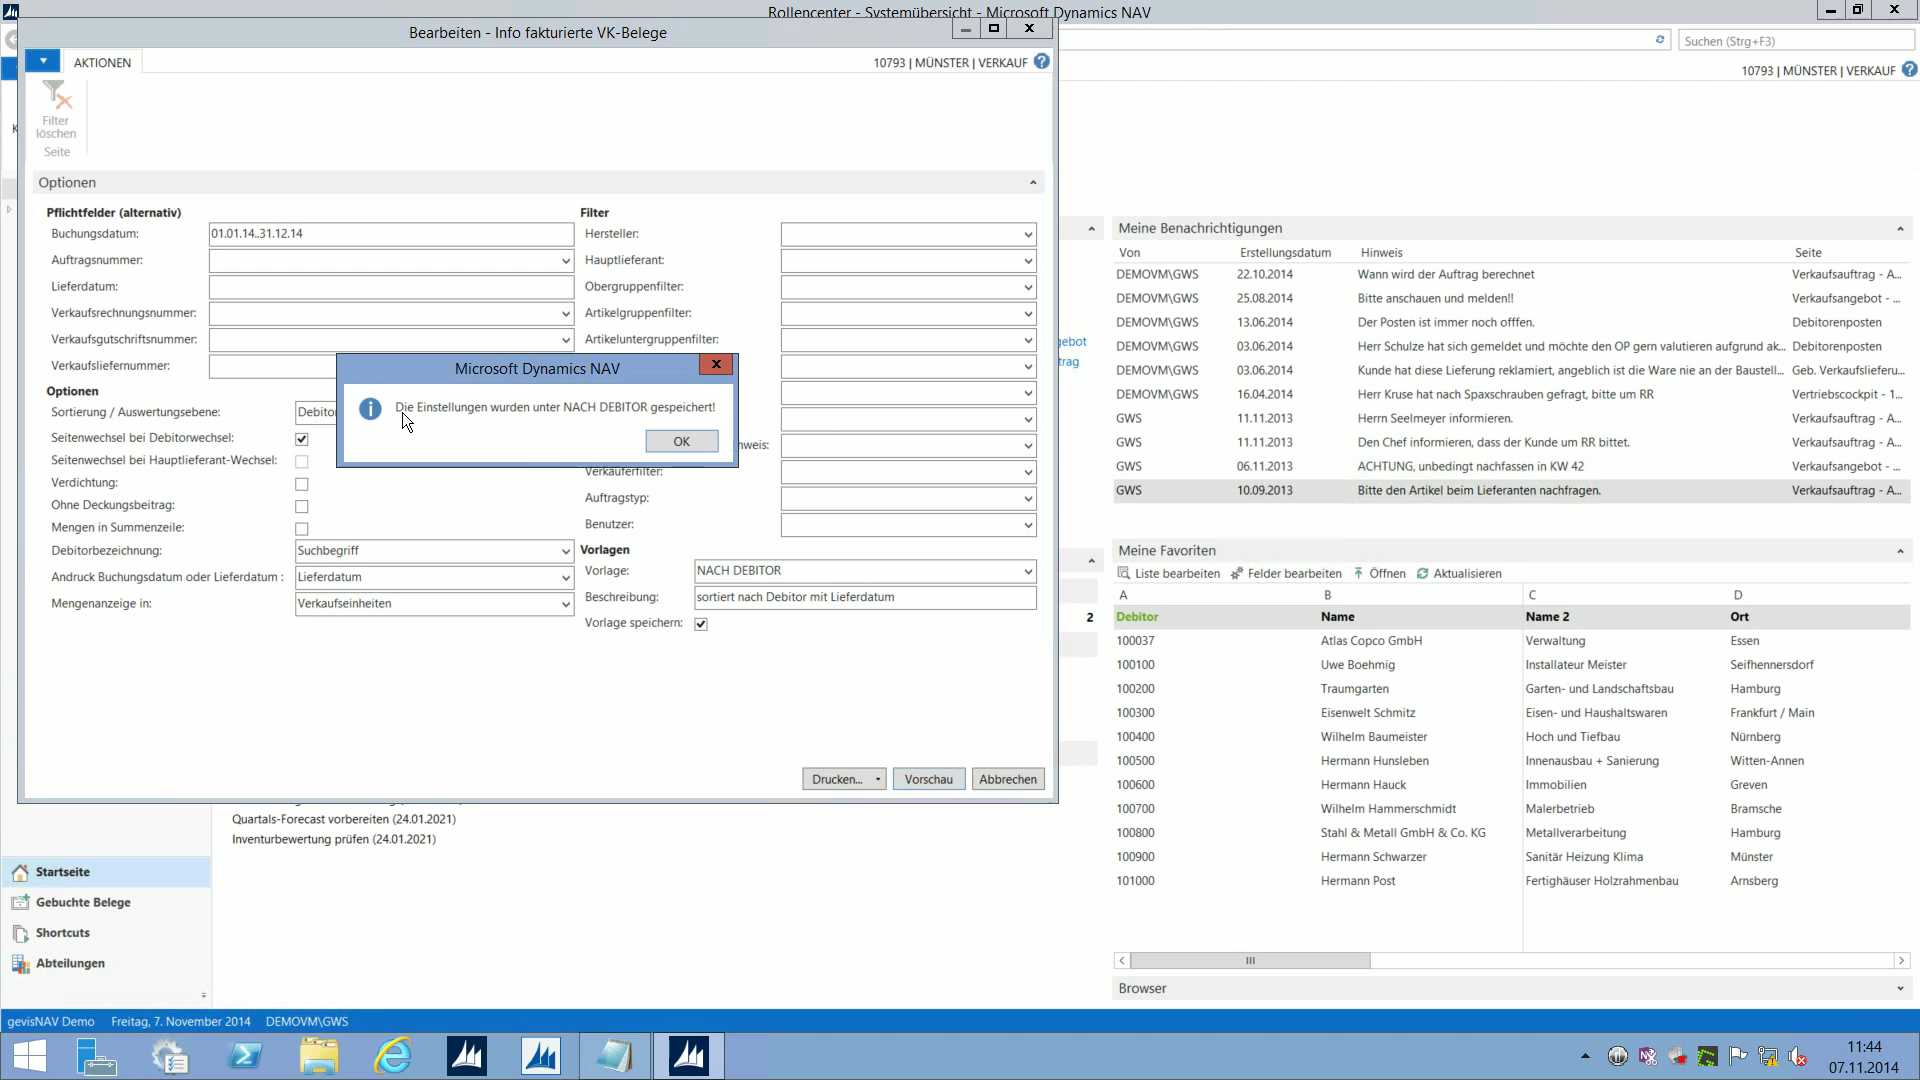 Rollencenter - Systemübersicht - Microsoft Dynamics NAV
Bearbeiten - Info fakturierte VK-Belege
Suchen (Strg+F3)
AKTIONEN
10793 | MÜNSTER | VERKAUF
10793 | MÜNSTER | VERKAUF
Filter
löschen
Seite
Optionen
Pflichtfelder (alternativ)
Buchungsdatum: 01.01.14..31.12.14
Auftragsnummer:
Lieferdatum:
Verkaufsrechnungsnummer:
Verkaufsgutschriftsnummer:
Verkaufsliefernummer:
Optionen
Sortierung / Auswertungsebene: Debitor
Seitenwechsel bei Debitorwechsel:
Seitenwechsel bei Hauptlieferant-Wechsel:
Verdichtung:
Ohne Deckungsbeitrag:
Mengen in Summenzeile:
Debitorbezeichnung: Suchbegriff
Andruck Buchungsdatum oder Lieferdatum : Lieferdatum
Mengenanzeige in: Verkaufseinheiten
Filter
Hersteller:
Hauptlieferant:
Obergruppenfilter:
Artikelgruppenfilter:
Artikeluntergruppenfilter:
weis:
Verkäuferfilter:
Auftragstyp:
Benutzer:
Vorlagen
Vorlage: NACH DEBITOR
Beschreibung: sortiert nach Debitor mit Lieferdatum
Vorlage speichern:
Microsoft Dynamics NAV
Die Einstellungen wurden unter NACH DEBITOR gespeichert!
OK
Drucken... Vorschau Abbrechen
ebot
trag
2
Meine Benachrichtigungen
Von Erstellungsdatum Hinweis Seite
DEMOVM\GWS 22.10.2014 Wann wird der Auftrag berechnet Verkaufsauftrag - A...
DEMOVM\GWS 25.08.2014 Bitte anschauen und melden!! Verkaufsangebot - ...
DEMOVM\GWS 13.06.2014 Der Posten ist immer noch offfen. Debitorenposten
DEMOVM\GWS 03.06.2014 Herr Schulze hat sich gemeldet und möchte den OP gern valutieren aufgrund ak... Debitorenposten
DEMOVM\GWS 03.06.2014 Kunde hat diese Lieferung reklamiert, angeblich ist die Ware nie an der Baustell... Geb. Verkaufslieferu...
DEMOVM\GWS 16.04.2014 Herr Kruse hat nach Spaxschrauben gefragt, bitte um RR Vertriebscockpit - 1...
GWS 11.11.2013 Herrn Seelmeyer informieren. Verkaufsauftrag - A...
GWS 11.11.2013 Den Chef informieren, dass der Kunde um RR bittet. Verkaufsauftrag - A...
GWS 06.11.2013 ACHTUNG, unbedingt nachfassen in KW 42 Verkaufsangebot - ...
GWS 10.09.2013 Bitte den Artikel beim Lieferanten nachfragen. Verkaufsauftrag - A...
Meine Favoriten
Liste bearbeiten Felder bearbeiten Öffnen Aktualisieren
A B C D
Debitor Name Name 2 Ort
100037 Atlas Copco GmbH Verwaltung Essen
100100 Uwe Boehmig Installateur Meister Seifhennersdorf
100200 Traumgarten Garten- und Landschaftsbau Hamburg
100300 Eisenwelt Schmitz Eisen- und Haushaltswaren Frankfurt / Main
100400 Wilhelm Baumeister Hoch und Tiefbau Nürnberg
100500 Hermann Hunsleben Innenausbau + Sanierung Witten-Annen
100600 Hermann Hauck Immobilien Greven
100700 Wilhelm Hammerschmidt Malerbetrieb Bramsche
100800 Stahl & Metall GmbH & Co. KG Metallverarbeitung Hamburg
100900 Hermann Schwarzer Sanitär Heizung Klima Münster
101000 Hermann Post Fertighäuser Holzrahmenbau Arnsberg
Browser
Quartals-Forecast vorbereiten (24.01.2021)
Inventurbewertung prüfen (24.01.2021)
Startseite
Gebuchte Belege
Shortcuts
Abteilungen
gevisNAV Demo Freitag, 7. November 2014 DEMOVM\GWS
11:44
07.11.2014